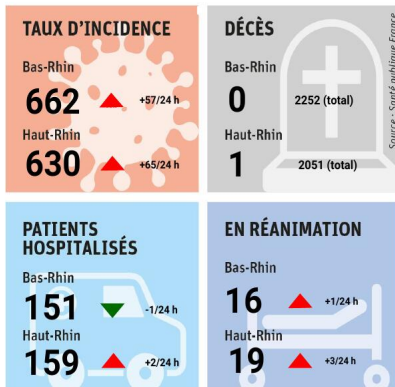 TAUX D'INCIDENCE
Bas-Rhin
662 +57/24 h
Haut-Rhin
630 +65/24 h
DÉCÈS
Bas-Rhin
0 2252 (total)
Haut-Rhin
1 2051 (total)
Source : Santé publique France
PATIENTS
HOSPITALISÉS
Bas-Rhin
151 -1/24 h
Haut-Rhin
159 +2/24 h
EN RÉANIMATION
Bas-Rhin
16 +1/24 h
Haut-Rhin
19 +3/24 h